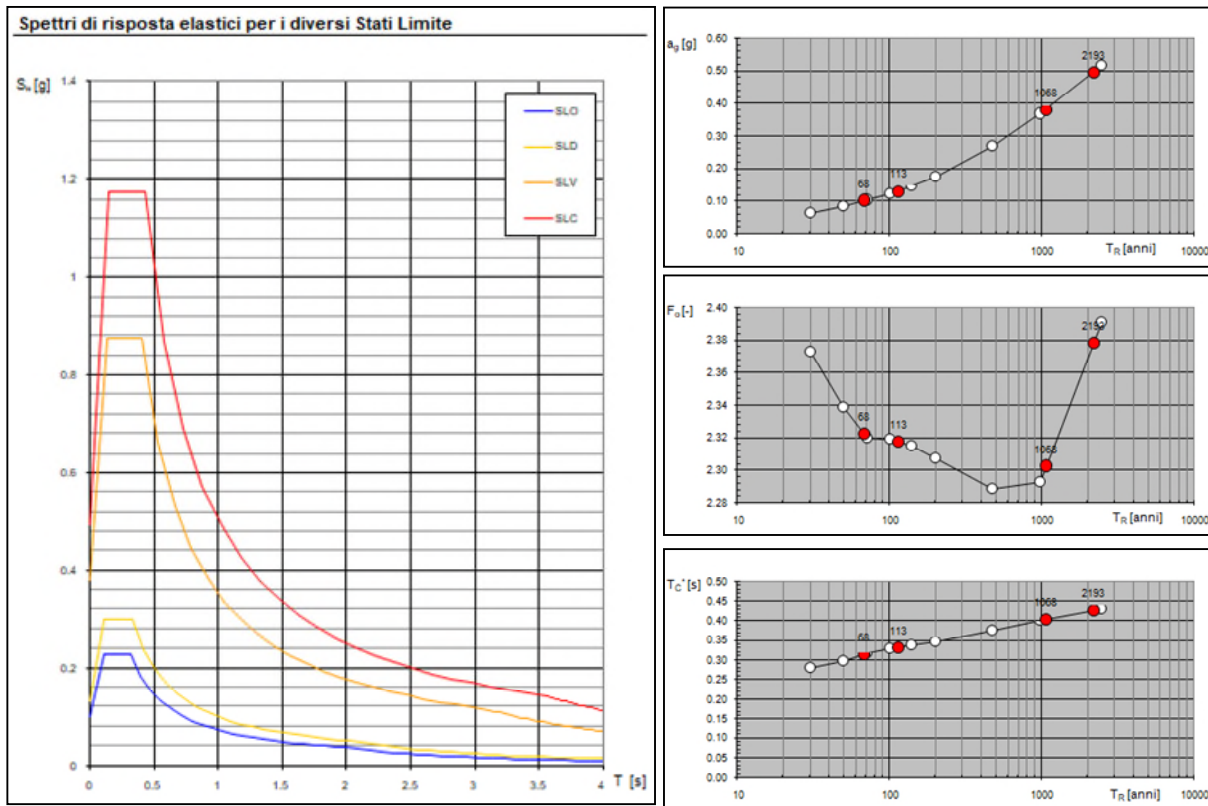 Spettri di risposta elastici per i diversi Stati Limite
Sₑ [g]
1.4
1.2
1
0.8
0.6
0.4
0.2
0
0 0.5 1 1.5 2 2.5 3 3.5 4
T [s]
SLO
SLD
SLV
SLC
a_g [g]
0.60
0.50
0.40
0.30
0.20
0.10
0.00
68
113
1068
2193
10 100 1000 10000
T_R [anni]
F_o [-]
2.40
2.38
2.36
2.34
2.32
2.30
2.28
68
113
1068
2193
10 100 1000 10000
T_R [anni]
T_C* [s]
0.50
0.45
0.40
0.35
0.30
0.25
0.20
0.15
0.10
0.05
0.00
68
113
1068
2193
10 100 1000 10000
T_R [anni]